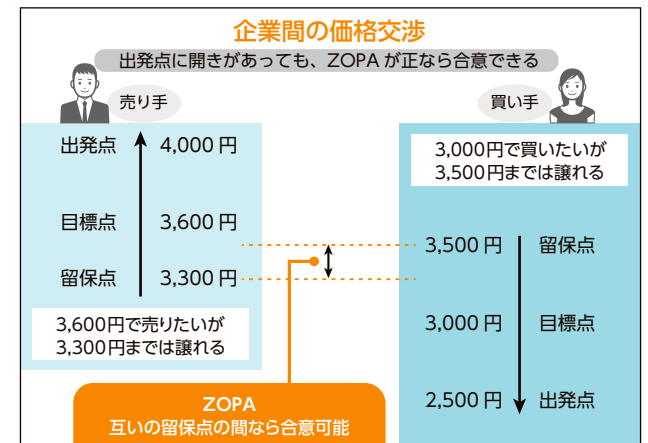 企業間の価格交渉
出発点に開きがあっても、ZOPAが正なら合意できる
売り手
買い手
出発点 4,000円
目標点 3,600円
留保点 3,300円
3,600円で売りたいが
3,300円までは譲れる
3,000円で買いたいが
3,500円までは譲れる
3,500円 留保点
3,000円 目標点
2,500円 出発点
ZOPA
互いの留保点の間なら合意可能